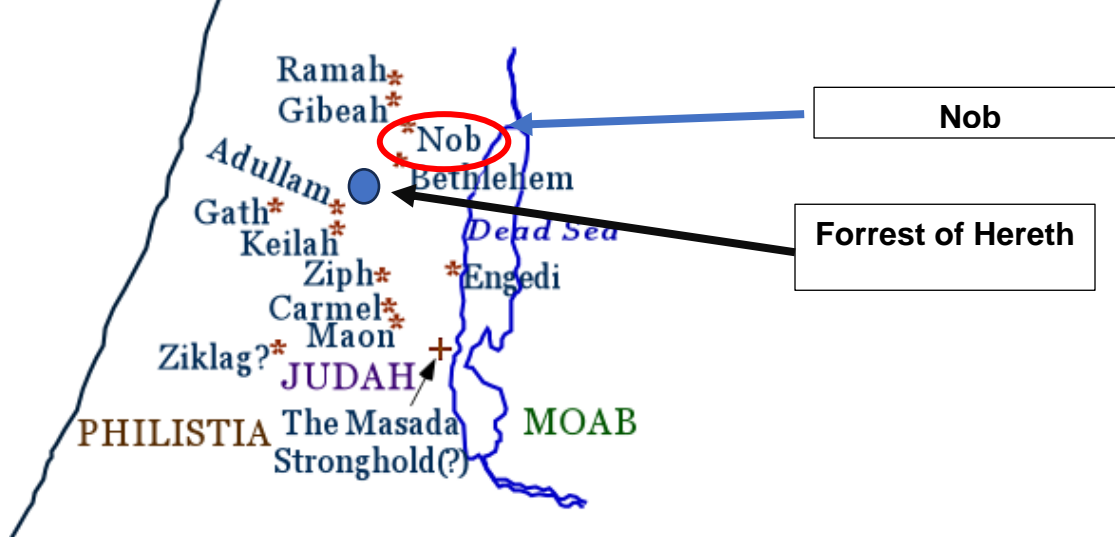 Ramah
Gibeah
Nob
Nob
Bethlehem
Adullam
Forrest of Hereth
Gath
Keilah
Dead Sea
Ziph
Engedi
Carmel
Maon
Ziklag?
JUDAH
PHILISTIA
The Masada
Stronghold(?)
MOAB